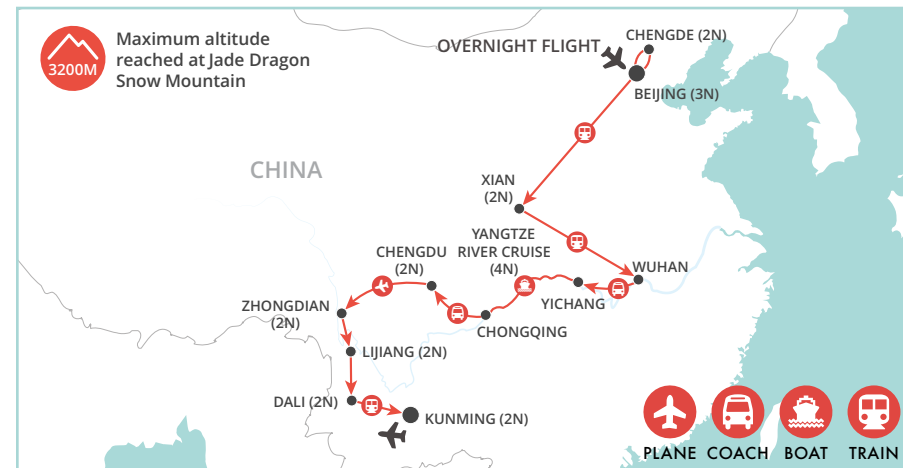 3200M
Maximum altitude
reached at Jade Dragon
Snow Mountain
OVERNIGHT FLIGHT
CHENGDE (2N)
BEIJING (3N)
CHINA
XIAN
(2N)
YANGTZE
RIVER CRUISE
(4N)
CHENGDU
(2N)
WUHAN
YICHANG
ZHONGDIAN
(2N)
CHONGQING
LIJIANG (2N)
DALI (2N)
KUNMING (2N)
PLANE
COACH
BOAT
TRAIN